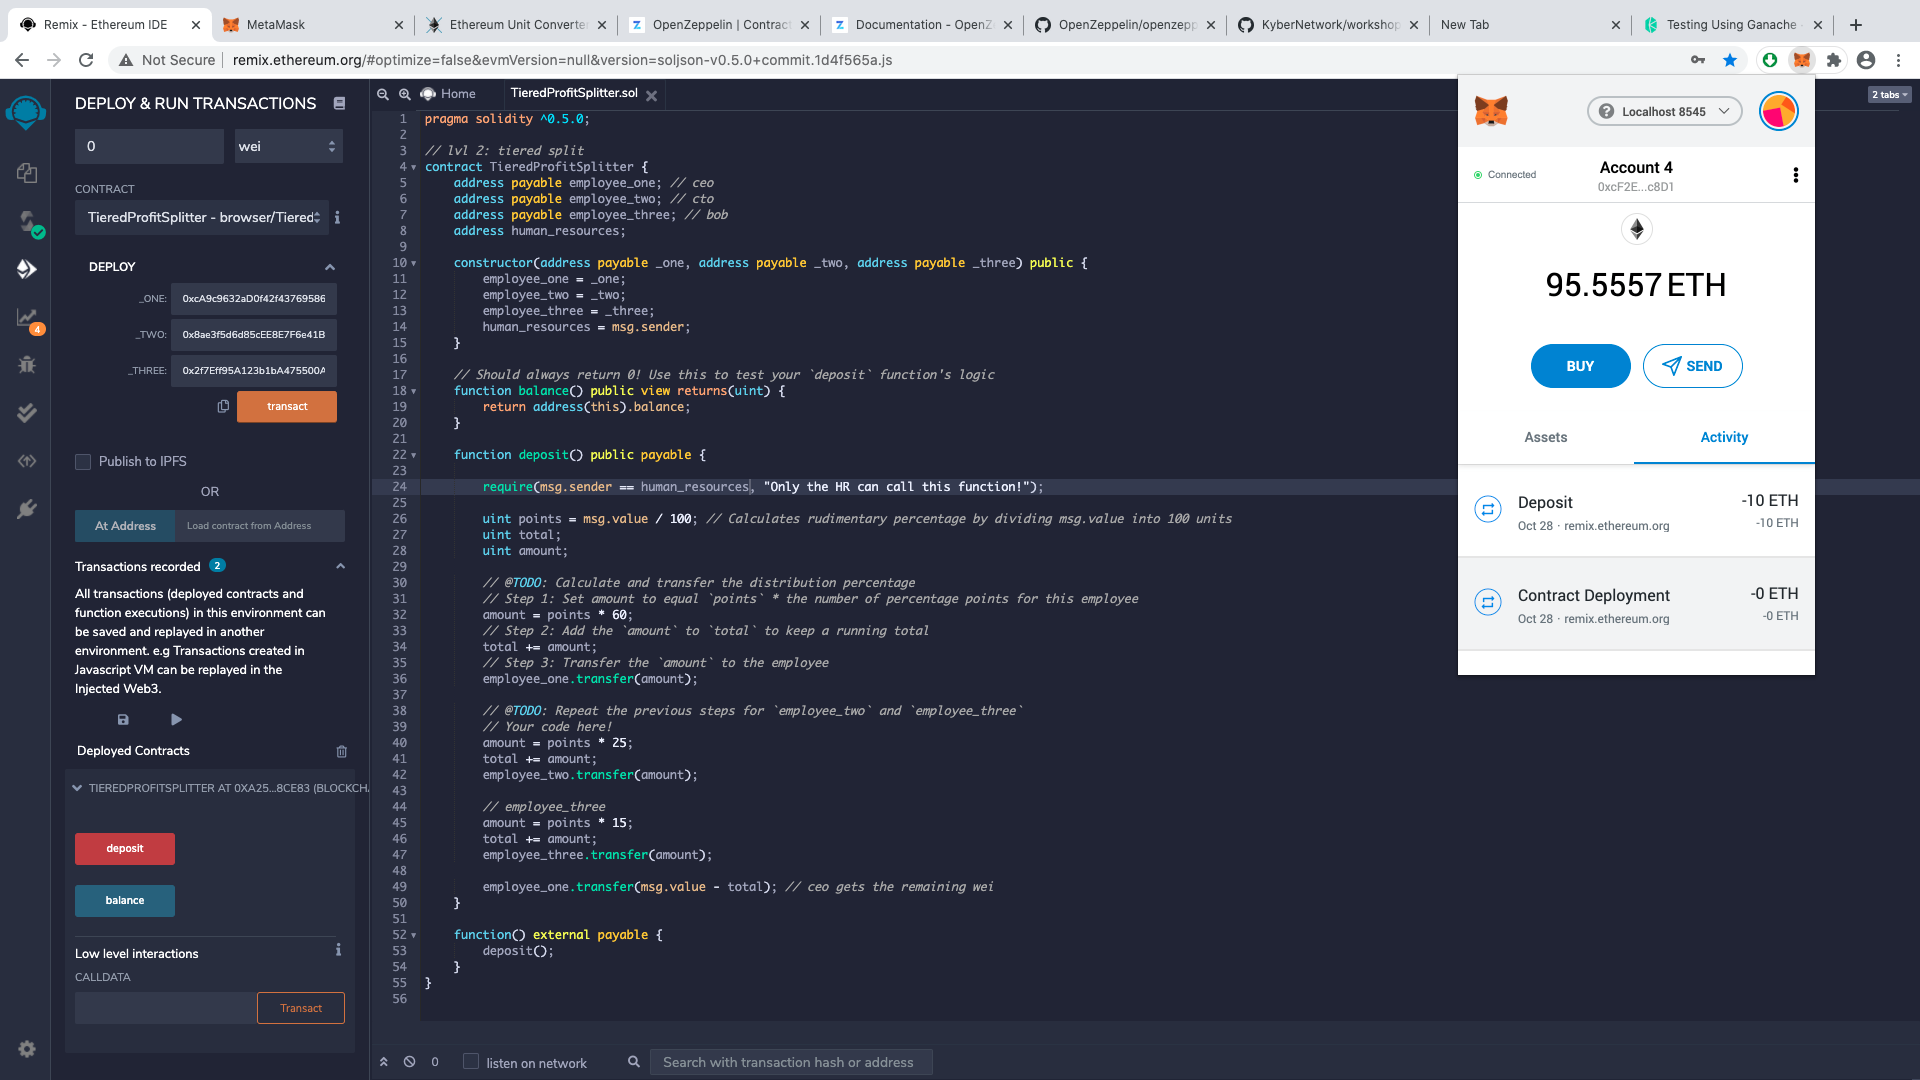 Remix - Ethereum IDE
MetaMask
Ethereum Unit Converte
OpenZeppelin | Contract
Documentation - OpenZ
OpenZeppelin/openzepp
KyberNetwork/workshop
New Tab
Testing Using Ganache
Not Secure | remix.ethereum.org/#optimize=false&evmVersion=null&version=soljson-v0.5.0+commit.1d4f565a.js
DEPLOY & RUN TRANSACTIONS
0
wei
CONTRACT
TieredProfitSplitter - browser/Tiered
DEPLOY
_ONE:
0xcA9c9632aD0f42f43769586
_TWO:
0x8ae3f5d6d85cEE8E7F6e41B
_THREE:
0x2f7Eff95A123b1bA475500A
transact
4
Publish to IPFS
OR
At Address
Load contract from Address
Transactions recorded 2
All transactions (deployed contracts and
function executions) in this environment can
be saved and replayed in another
environment. e.g Transactions created in
Javascript VM can be replayed in the
Injected Web3.
Deployed Contracts
TIEREDPROFITSPLITTER AT 0XA25...8CE83 (BLOCKCHA
deposit
balance
Low level interactions
CALLDATA
Transact
Home
TieredProfitSplitter.sol
2 tabs
1 pragma solidity ^0.5.0;
2
3 // lvl 2: tiered split
4 contract TieredProfitSplitter {
5 address payable employee_one; // ceo
6 address payable employee_two; // cto
7 address payable employee_three; // bob
8 address human_resources;
9
10 constructor(address payable _one, address payable _two, address payable _three) public {
11 employee_one = _one;
12 employee_two = _two;
13 employee_three = _three;
14 human_resources = msg.sender;
15 }
16
17 // Should always return 0! Use this to test your `deposit` function's logic
18 function balance() public view returns(uint) {
19 return address(this).balance;
20 }
21
22 function deposit() public payable {
23
24 require(msg.sender == human_resources, "Only the HR can call this function!");
25
26 uint points = msg.value / 100; // Calculates rudimentary percentage by dividing msg.value into 100 units
27 uint total;
28 uint amount;
29
30 // @TODO: Calculate and transfer the distribution percentage
31 // Step 1: Set amount to equal `points` * the number of percentage points for this employee
32 amount = points * 60;
33 // Step 2: Add the `amount` to `total` to keep a running total
34 total += amount;
35 // Step 3: Transfer the `amount` to the employee
36 employee_one.transfer(amount);
37
38 // @TODO: Repeat the previous steps for `employee_two` and `employee_three`
39 // Your code here!
40 amount = points * 25;
41 total += amount;
42 employee_two.transfer(amount);
43
44 // employee_three
45 amount = points * 15;
46 total += amount;
47 employee_three.transfer(amount);
48
49 employee_one.transfer(msg.value - total); // ceo gets the remaining wei
50 }
51
52 function() external payable {
53 deposit();
54 }
55 }
56
0
listen on network
Search with transaction hash or address
Localhost 8545
Connected
Account 4
0xcF2E...c8D1
95.5557 ETH
BUY
SEND
Assets
Activity
Deposit
-10 ETH
Oct 28 · remix.ethereum.org
-10 ETH
Contract Deployment
-0 ETH
Oct 28 · remix.ethereum.org
-0 ETH